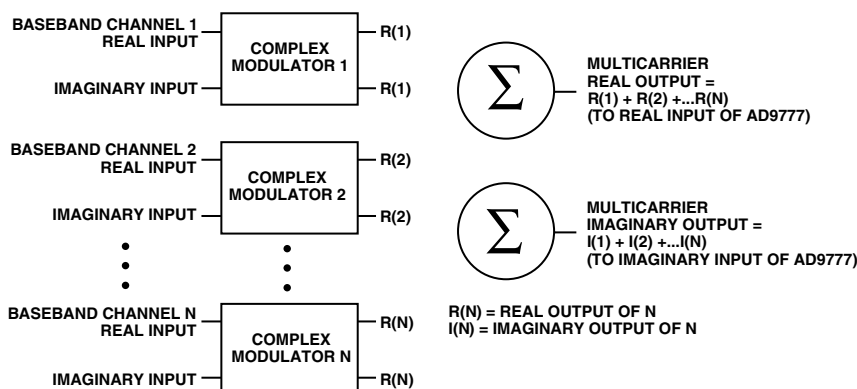 BASEBAND CHANNEL 1
REAL INPUT
IMAGINARY INPUT
COMPLEX
MODULATOR 1
R(1)
R(1)
BASEBAND CHANNEL 2
REAL INPUT
IMAGINARY INPUT
COMPLEX
MODULATOR 2
R(2)
R(2)
BASEBAND CHANNEL N
REAL INPUT
IMAGINARY INPUT
COMPLEX
MODULATOR N
R(N)
R(N)
Σ
MULTICARRIER
REAL OUTPUT =
R(1) + R(2) +...R(N)
(TO REAL INPUT OF AD9777)
Σ
MULTICARRIER
IMAGINARY OUTPUT =
I(1) + I(2) +...I(N)
(TO IMAGINARY INPUT OF AD9777)
R(N) = REAL OUTPUT OF N
I(N) = IMAGINARY OUTPUT OF N